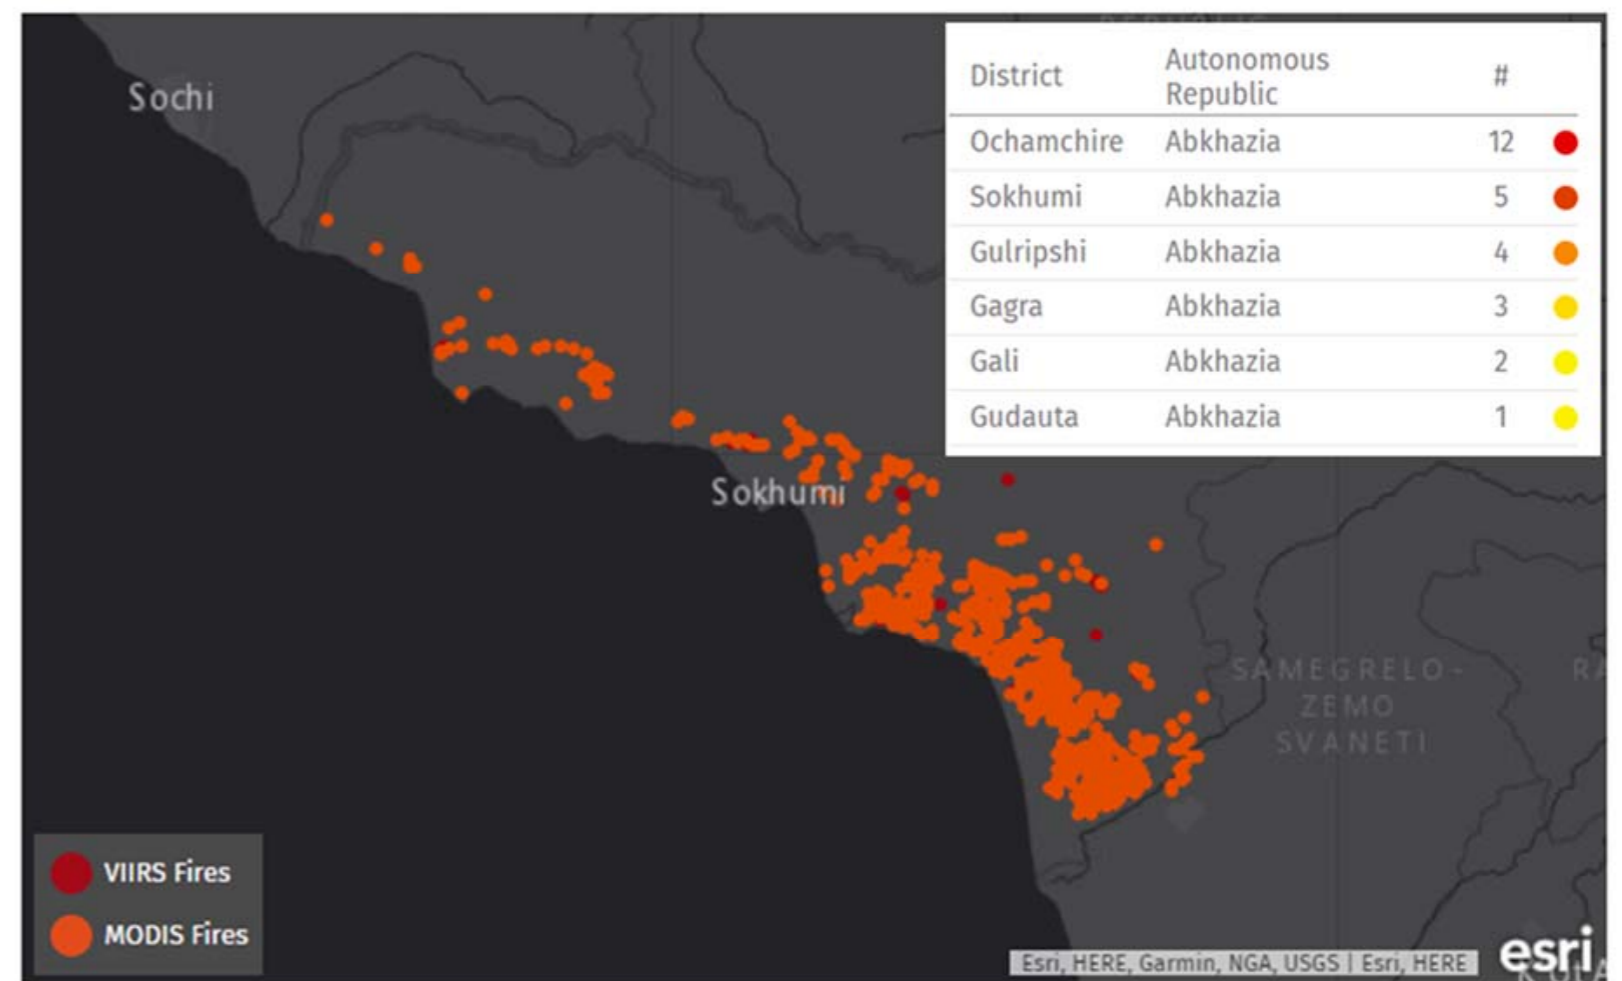 REPUBLIC
Sochi
District Autonomous Republic #
Ochamchire Abkhazia 12
Sokhumi Abkhazia 5
Gulripshi Abkhazia 4
Gagra Abkhazia 3
Gali Abkhazia 2
Gudauta Abkhazia 1
Sokhumi
SAMEGRELO-
ZEMO
SVANETI
VIIRS Fires
MODIS Fires
Esri, HERE, Garmin, NGA, USGS | Esri, HERE
esri